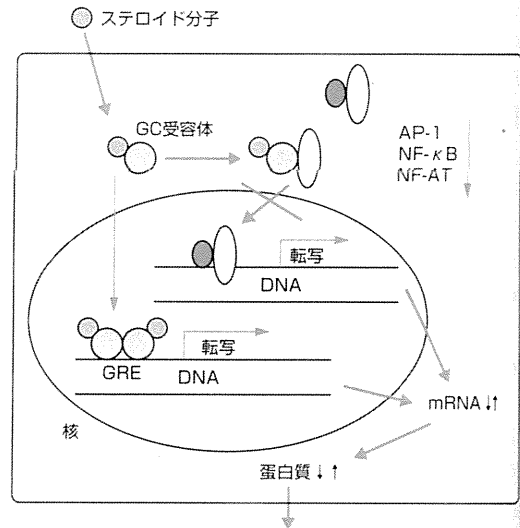 ステロイド分子
GC受容体
AP-1
NF-κB
NF-AT
転写
DNA
転写
GRE
DNA
mRNA↓↑
核
蛋白質↓↑